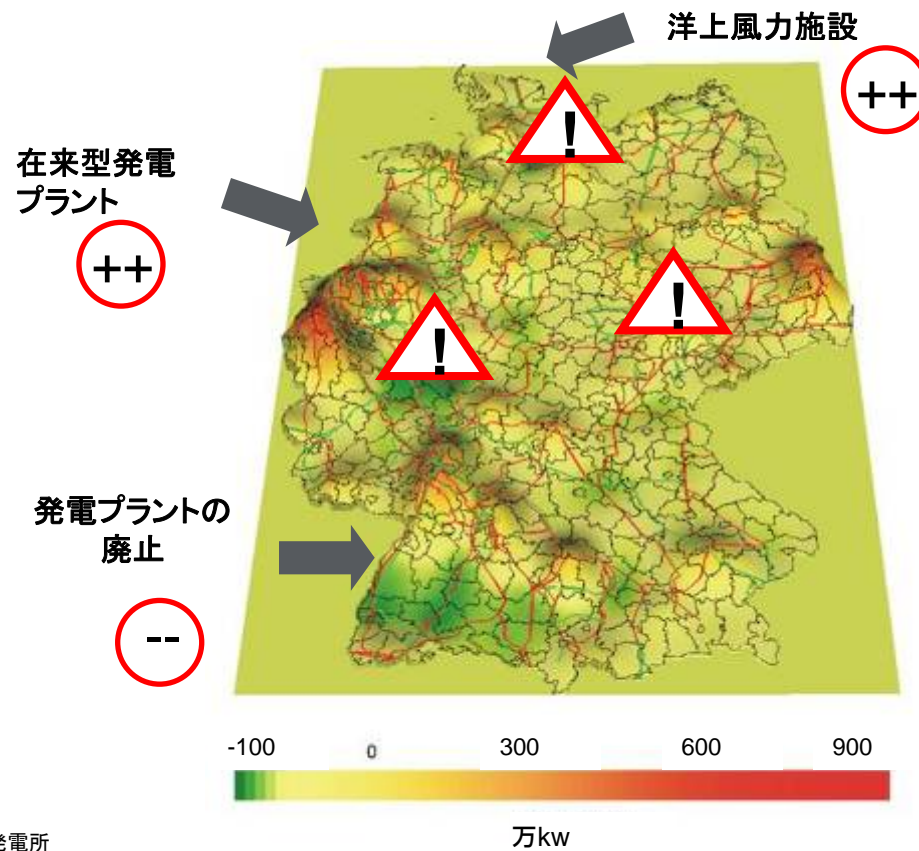 洋上風力施設
++
!
在来型発電
プラント
++
!
!
発電プラントの
廃止
--
-100 0 300 600 900
万kw
発電所